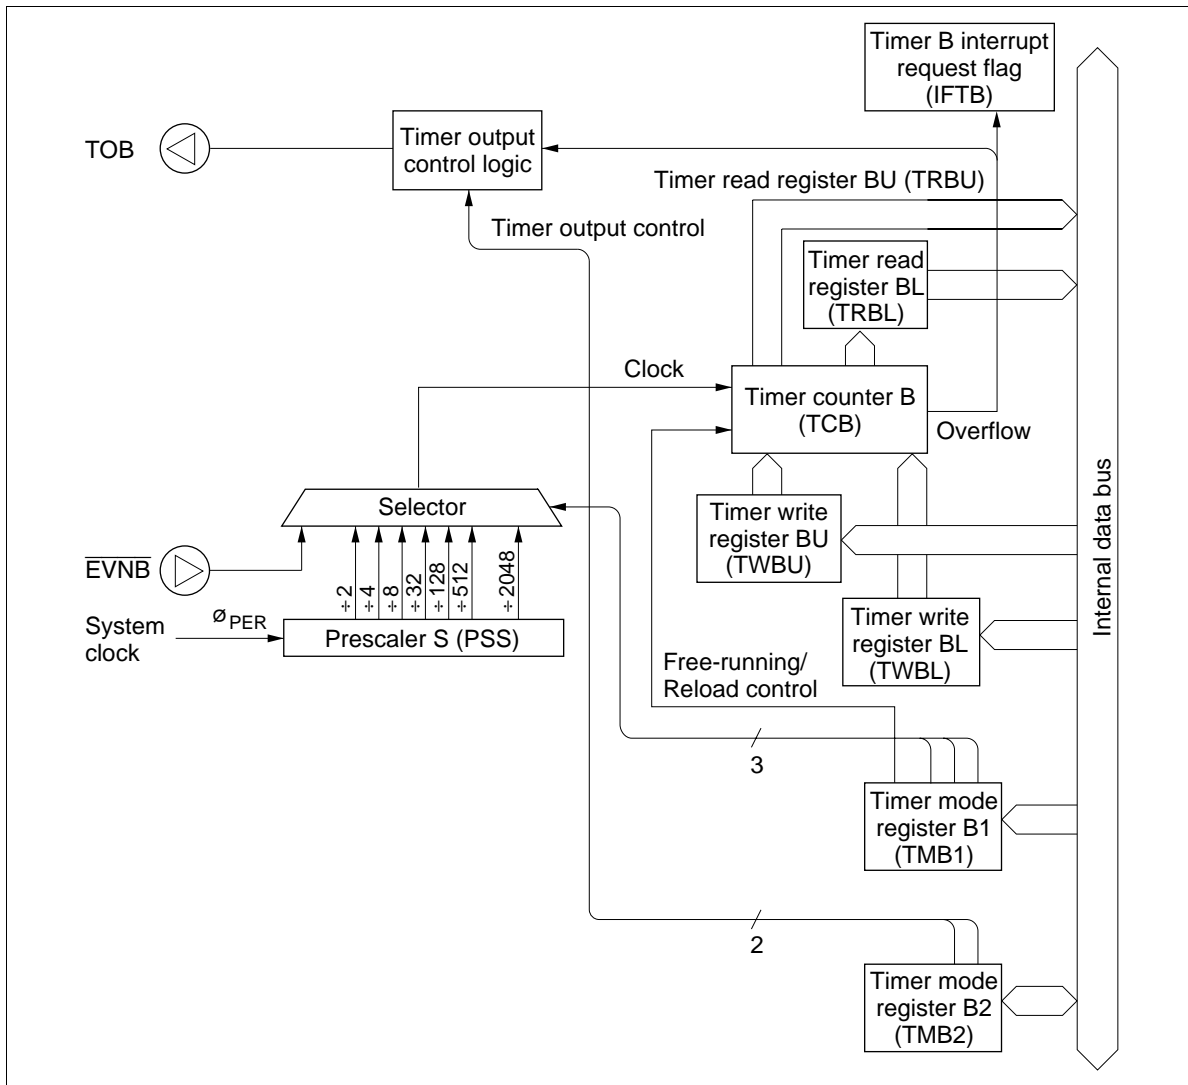 Timer B interrupt
request flag
(IFTB)
TOB
Timer output
control logic
Timer read register BU (TRBU)
Timer output control
Timer read
register BL
(TRBL)
Clock
Timer counter B
(TCB)
Overflow
Selector
Timer write
register BU
(TWBU)
EVNB
÷2
÷4
÷8
÷32
÷128
÷512
÷2048
System
clock
øPER
Prescaler S (PSS)
Timer write
register BL
(TWBL)
Free-running/
Reload control
3
Timer mode
register B1
(TMB1)
2
Timer mode
register B2
(TMB2)
Internal data bus